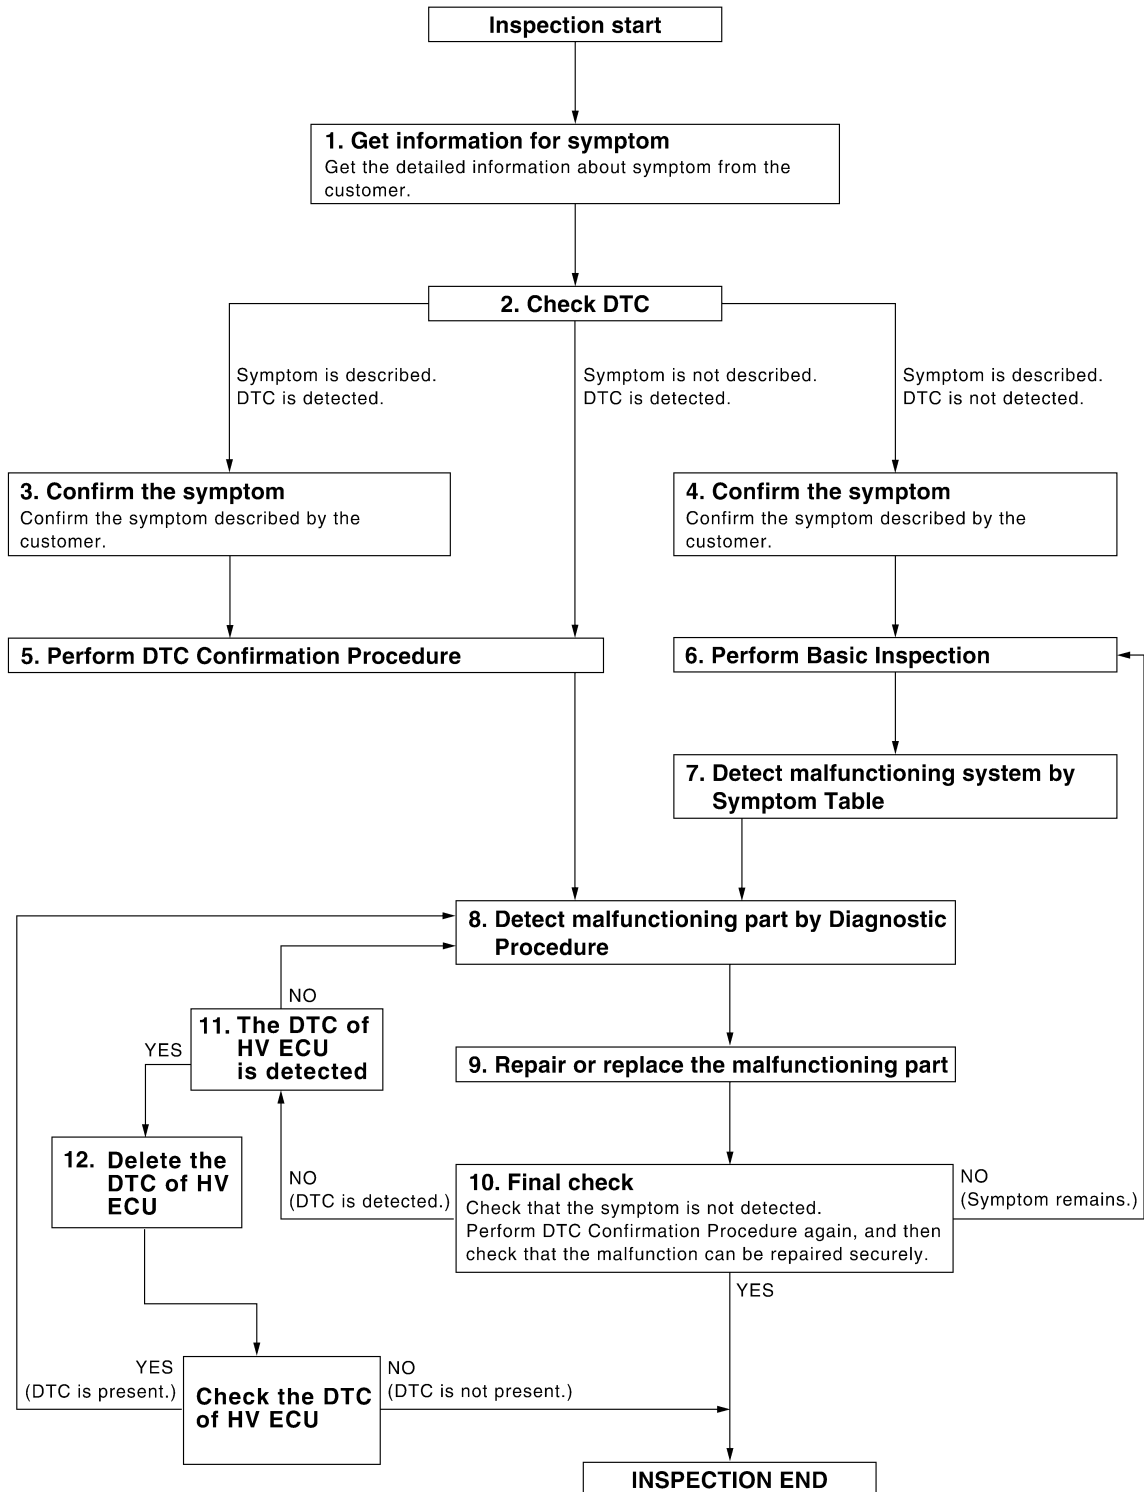 Inspection start
1. Get information for symptom
Get the detailed information about symptom from the
customer.
2. Check DTC
Symptom is described.
DTC is detected.
Symptom is not described.
DTC is detected.
Symptom is described.
DTC is not detected.
3. Confirm the symptom
Confirm the symptom described by the
customer.
4. Confirm the symptom
Confirm the symptom described by the
customer.
5. Perform DTC Confirmation Procedure
6. Perform Basic Inspection
7. Detect malfunctioning system by
Symptom Table
8. Detect malfunctioning part by Diagnostic
Procedure
NO
11. The DTC of
HV ECU
is detected
YES
9. Repair or replace the malfunctioning part
12. Delete the
DTC of HV
ECU
NO
(DTC is detected.)
10. Final check
Check that the symptom is not detected.
Perform DTC Confirmation Procedure again, and then
check that the malfunction can be repaired securely.
NO
(Symptom remains.)
YES
YES
(DTC is present.)
Check the DTC
of HV ECU
NO
(DTC is not present.)
INSPECTION END